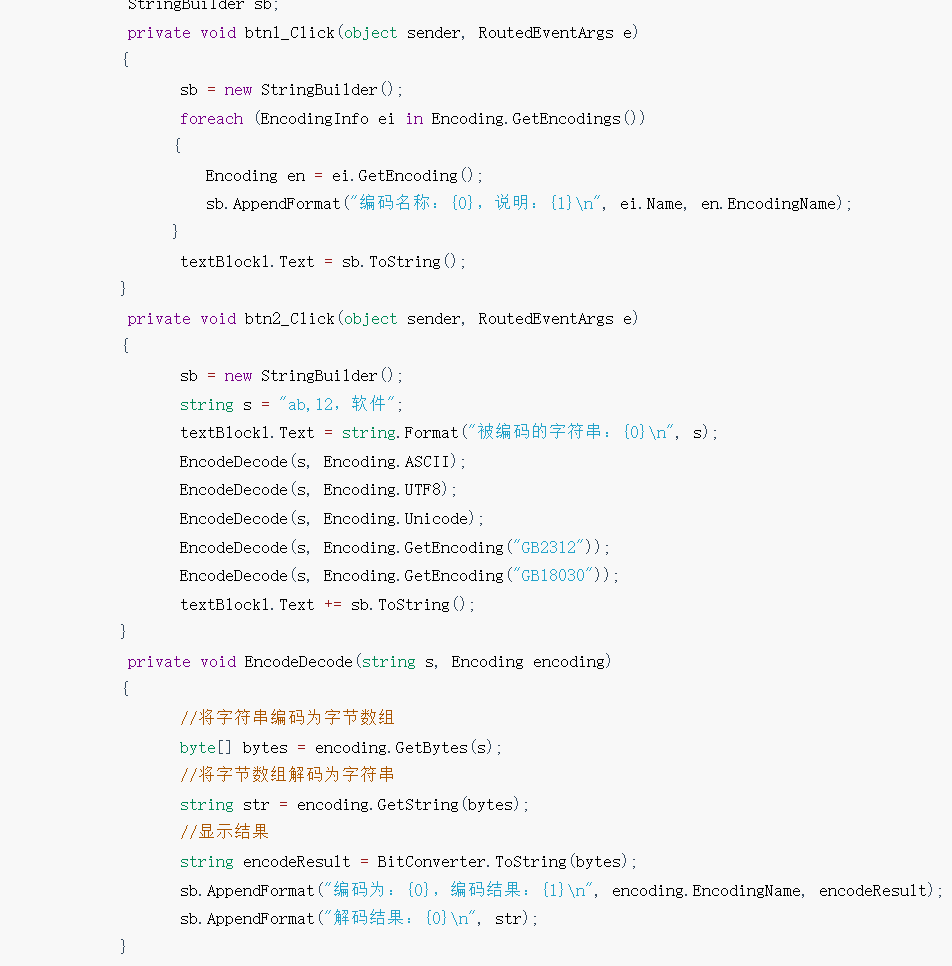 StringBuilder sb;
private void btn1_Click(object sender, RoutedEventArgs e)
{
sb = new StringBuilder();
foreach (EncodingInfo ei in Encoding.GetEncodings())
{
Encoding en = ei.GetEncoding();
sb.AppendFormat("编码名称：{0}，说明：{1}\n", ei.Name, en.EncodingName);
}
textBlock1.Text = sb.ToString();
}
private void btn2_Click(object sender, RoutedEventArgs e)
{
sb = new StringBuilder();
string s = "ab,12，软件";
textBlock1.Text = string.Format("被编码的字符串：{0}\n", s);
EncodeDecode(s, Encoding.ASCII);
EncodeDecode(s, Encoding.UTF8);
EncodeDecode(s, Encoding.Unicode);
EncodeDecode(s, Encoding.GetEncoding("GB2312"));
EncodeDecode(s, Encoding.GetEncoding("GB18030"));
textBlock1.Text += sb.ToString();
}
private void EncodeDecode(string s, Encoding encoding)
{
//将字符串编码为字节数组
byte[] bytes = encoding.GetBytes(s);
//将字节数组解码为字符串
string str = encoding.GetString(bytes);
//显示结果
string encodeResult = BitConverter.ToString(bytes);
sb.AppendFormat("编码为：{0}，编码结果：{1}\n", encoding.EncodingName, encodeResult);
sb.AppendFormat("解码结果：{0}\n", str);
}